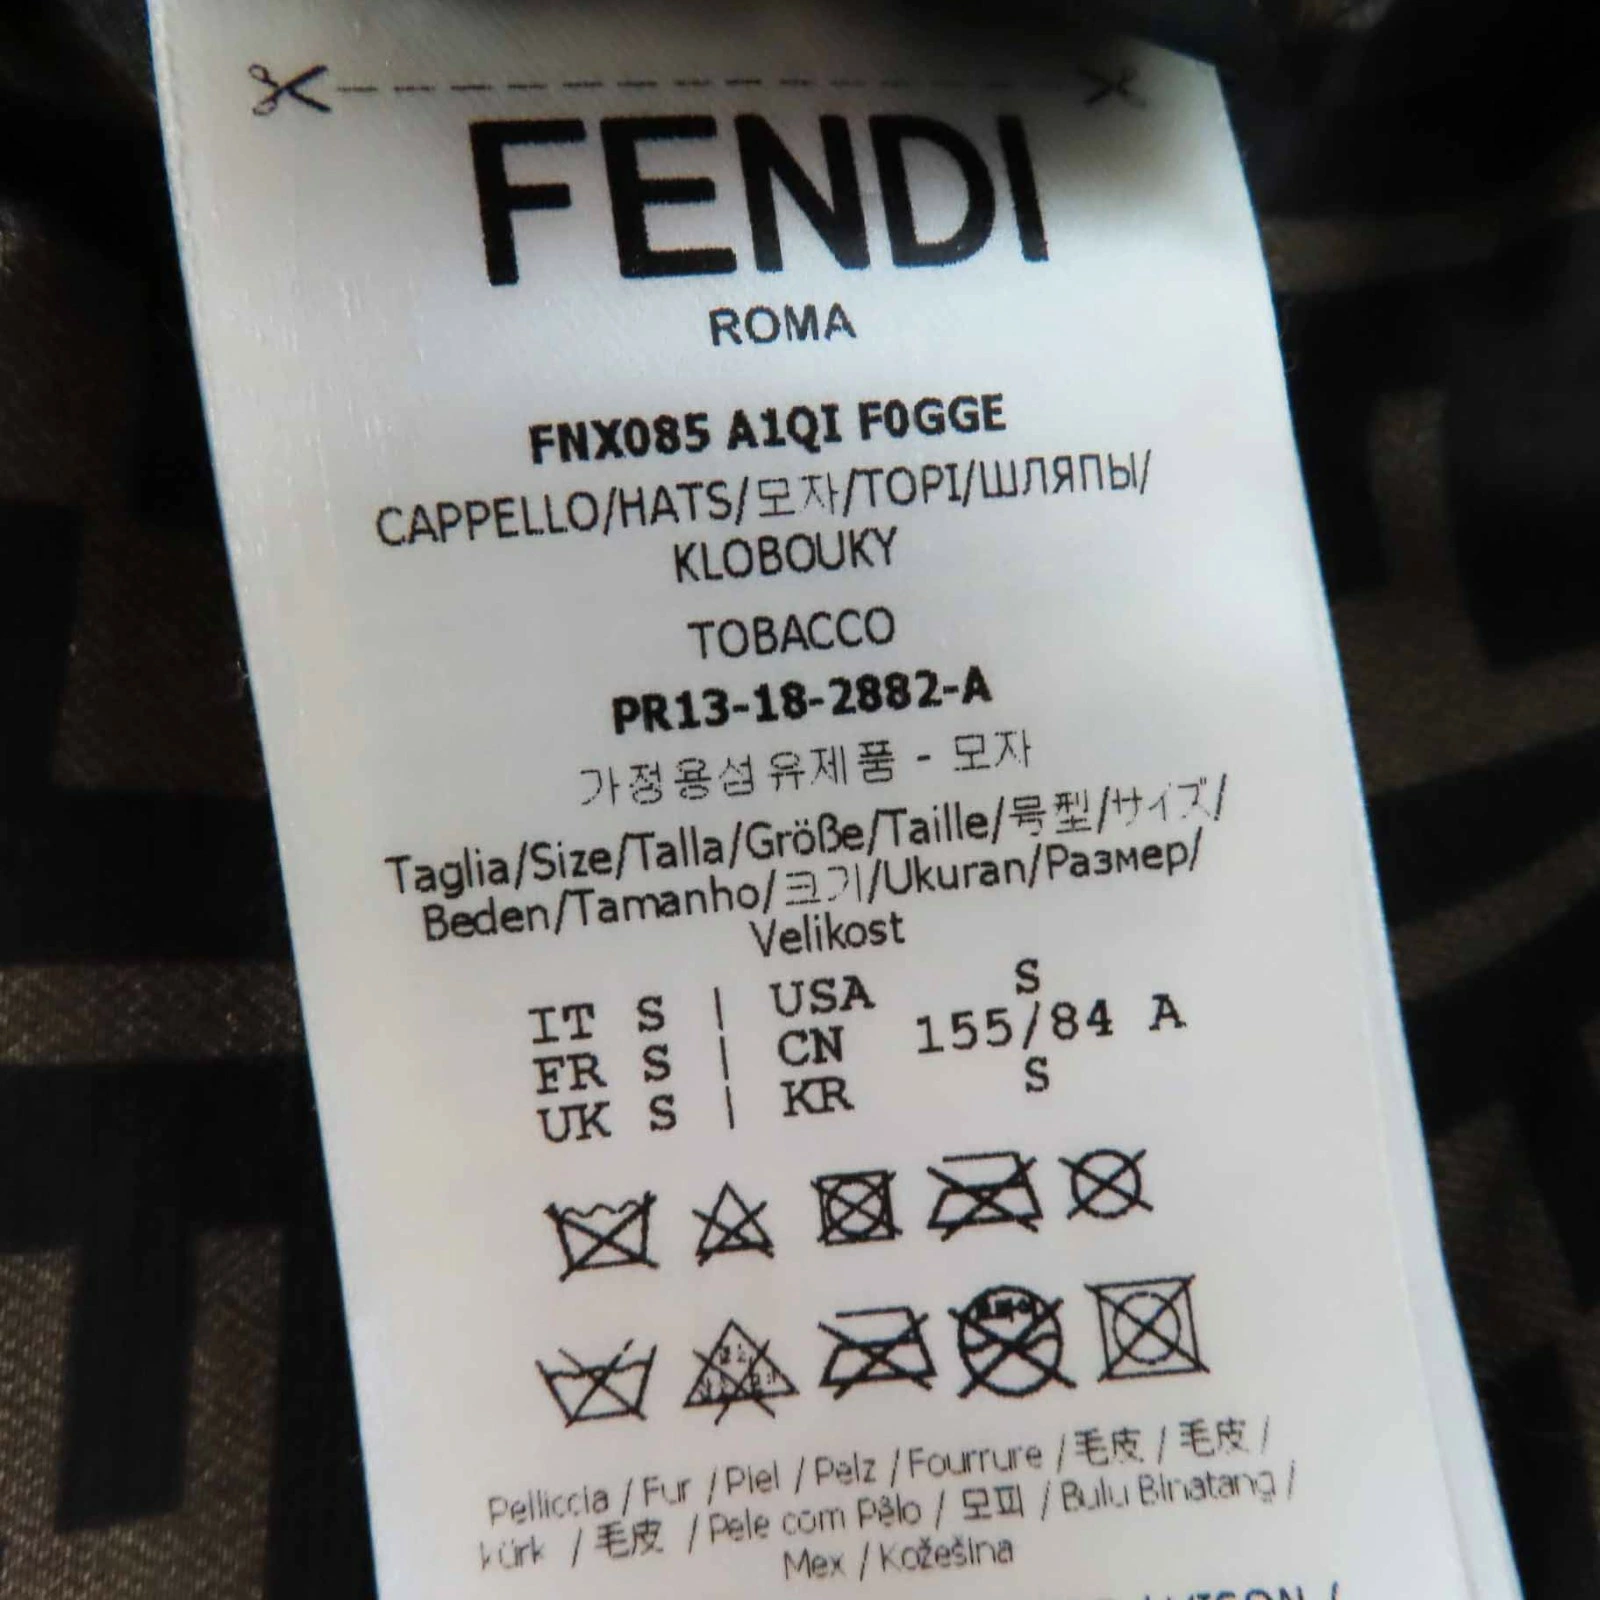 FENDI
ROMA
FNX085 A1QI F0GGE
CAPPELLO/HATS/모자/TOPI/ШЛЯПЫ/
KLOBOUKY
TOBACCO
PR13-18-2882-A
가정용섬유제품 - 모자
Taglia/Size/Talla/Größe/Taille/号型/サイズ/
Beden/Tamanho/크기/Ukuran/Размер/
Velikost
IT S | USA S
FR S | CN 155/84 A
UK S | KR S
Pelliccia / Fur / Piel / Pelz / Fourrure / 毛皮 / 毛皮 /
kürk / 毛皮 / Pele com Pêlo / 모피 / Bulu Binatang /
Мех / Kožešina